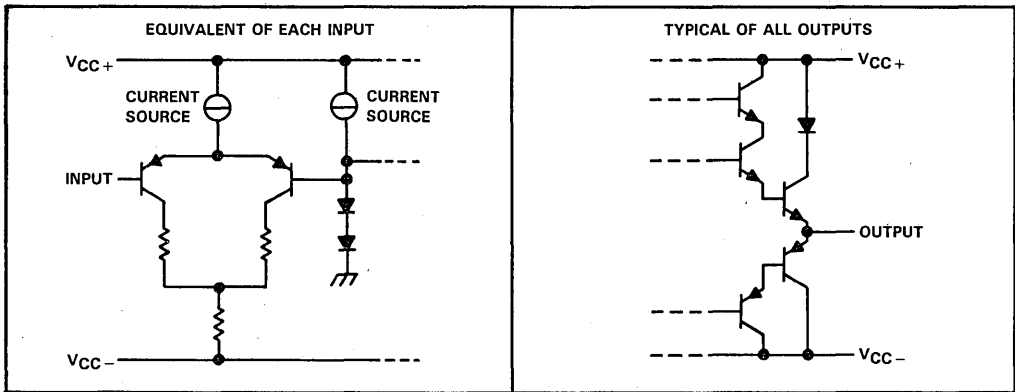 EQUIVALENT OF EACH INPUT
VCC+
CURRENT
SOURCE
CURRENT
SOURCE
INPUT
VCC−
TYPICAL OF ALL OUTPUTS
VCC+
OUTPUT
VCC−